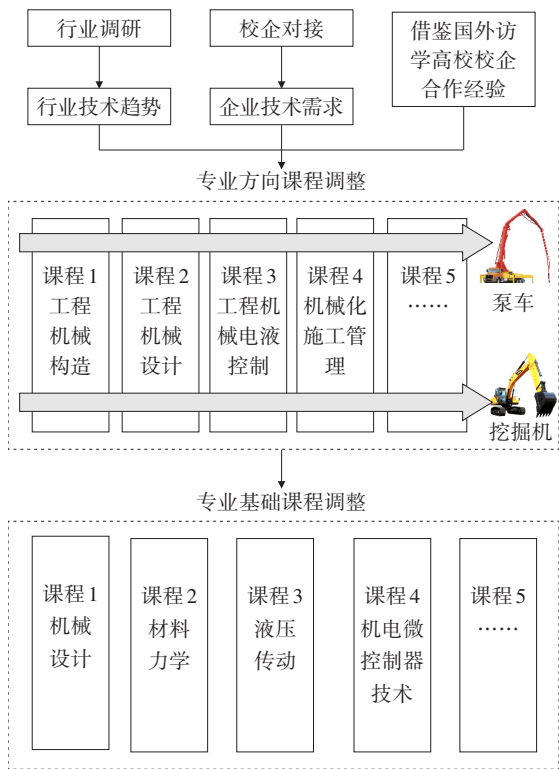 行业调研
校企对接
借鉴国外访
学高校校企
合作经验
行业技术趋势
企业技术需求
专业方向课程调整
课程1
工程
机械
构造
课程2
工程
机械
设计
课程3
工程机
械电液
控制
课程4
机械化
施工管
理
课程5
……
泵车
挖掘机
专业基础课程调整
课程1
机械
设计
课程2
材料
力学
课程3
液压
传动
课程4
机电微
控制器
技术
课程5
……